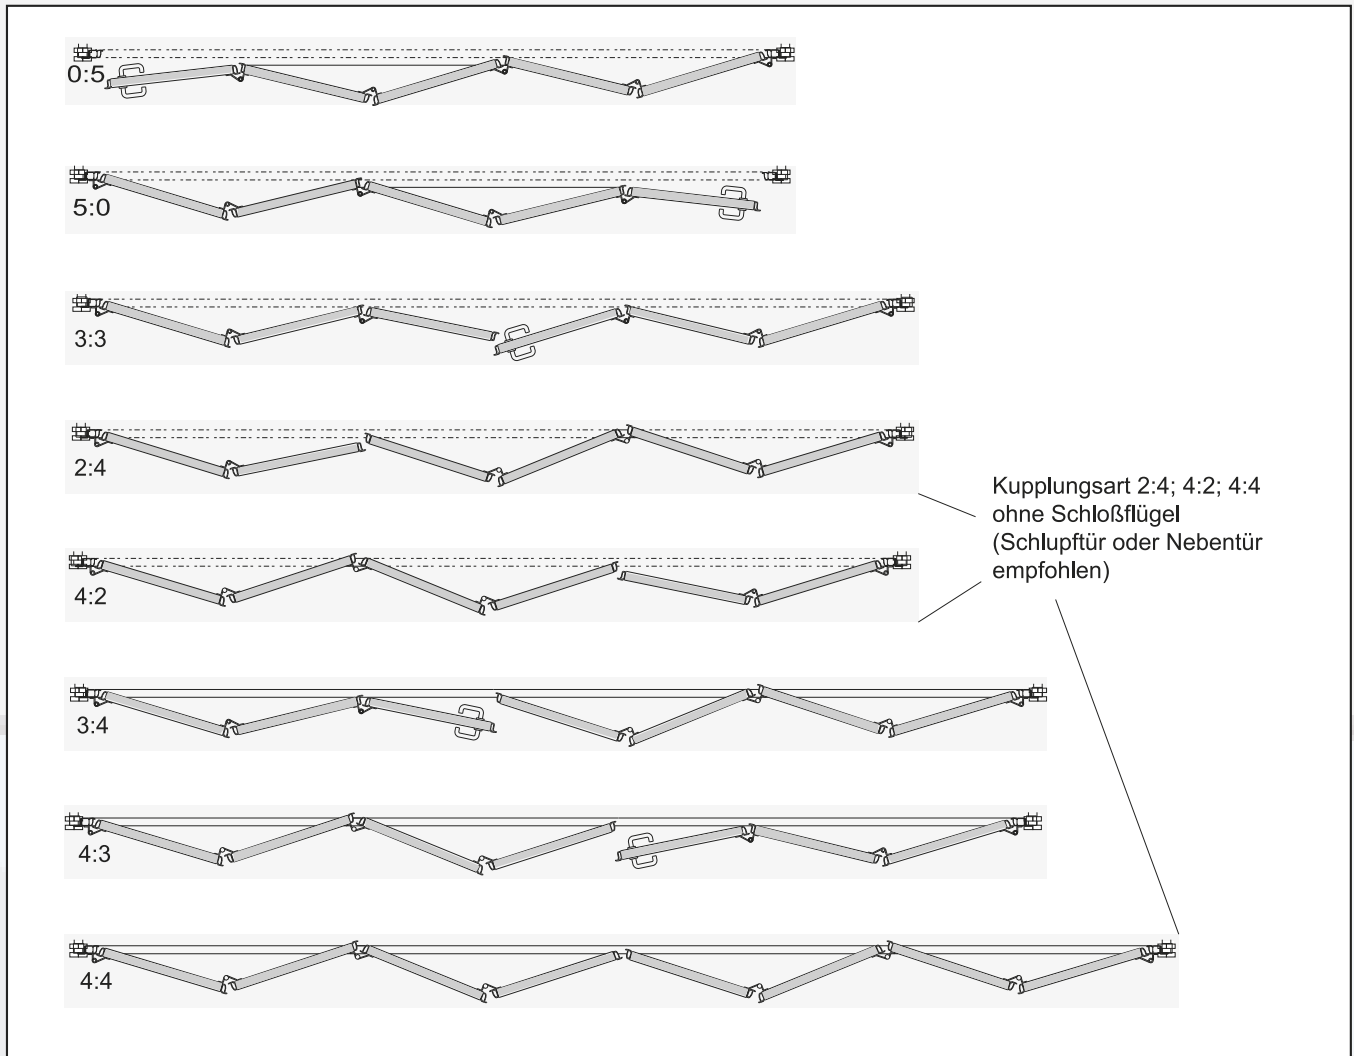 0:5
5:0
3:3
2:4
Kupplungsart 2:4; 4:2; 4:4
ohne Schloßflügel
(Schlupftür oder Nebentür
empfohlen)
4:2
3:4
4:3
4:4